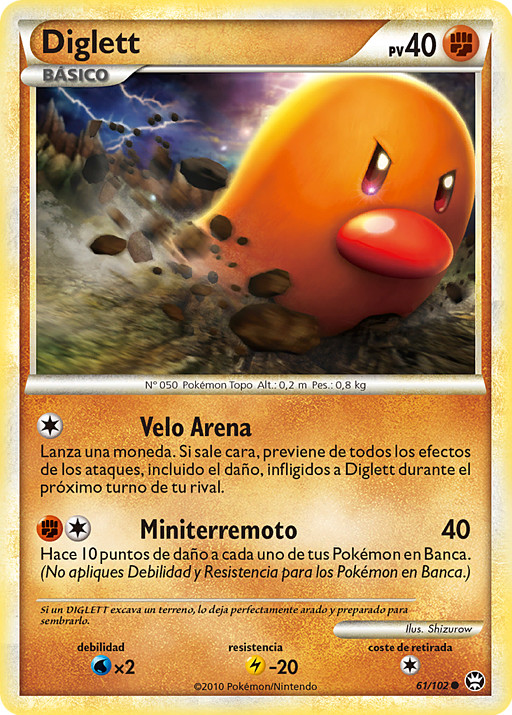 Diglett
PV 40
BÁSICO
Nº 050 Pokémon Topo Alt.: 0,2 m Pes.: 0,8 kg
Velo Arena
Lanza una moneda. Si sale cara, previene de todos los efectos
de los ataques, incluido el daño, infligidos a Diglett durante el
próximo turno de tu rival.
Miniterremoto 40
Hace 10 puntos de daño a cada uno de tus Pokémon en Banca.
(No apliques Debilidad y Resistencia para los Pokémon en Banca.)
Si un DIGLETT excava un terreno, lo deja perfectamente arado y preparado para
sembrarlo.
Ilus. Shizurow
debilidad resistencia coste de retirada
×2 -20
61/102
©2010 Pokémon/Nintendo